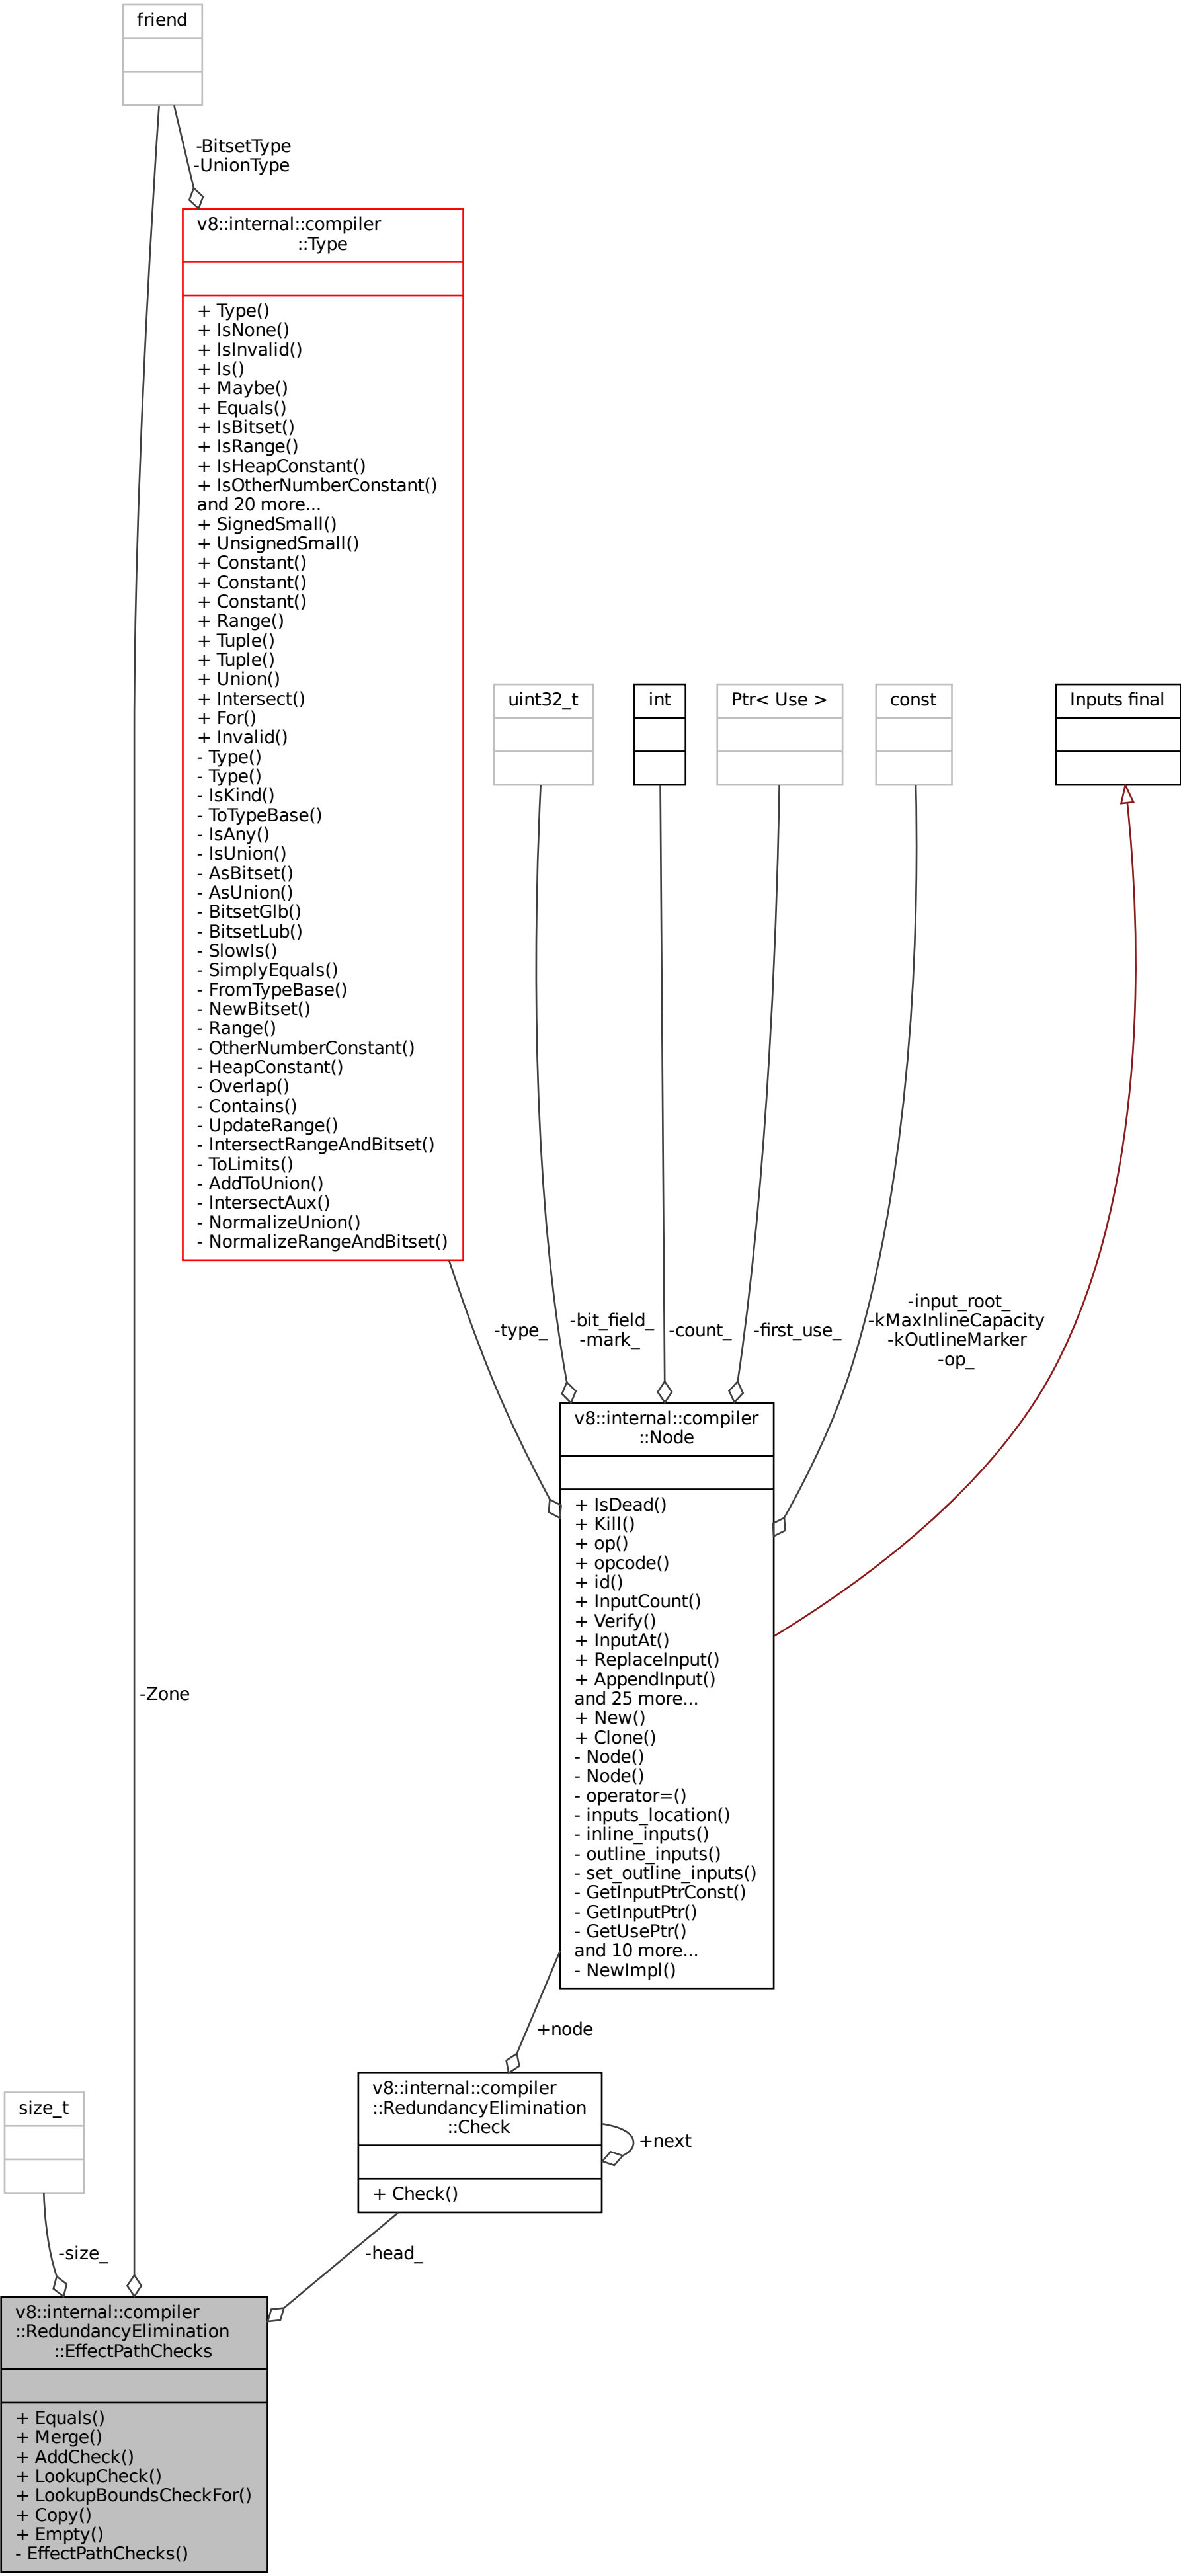 friend
-BitsetType
-UnionType
v8::internal::compiler
::Type
+ Type()
+ IsNone()
+ IsInvalid()
+ Is()
+ Maybe()
+ Equals()
+ IsBitset()
+ IsRange()
+ IsHeapConstant()
+ IsOtherNumberConstant()
and 20 more...
+ SignedSmall()
+ UnsignedSmall()
+ Constant()
+ Constant()
+ Constant()
+ Range()
+ Tuple()
+ Tuple()
+ Union()
+ Intersect()
+ For()
+ Invalid()
- Type()
- Type()
- IsKind()
- ToTypeBase()
- IsAny()
- IsUnion()
- AsBitset()
- AsUnion()
- BitsetGlb()
- BitsetLub()
- SlowIs()
- SimplyEquals()
- FromTypeBase()
- NewBitset()
- Range()
- OtherNumberConstant()
- HeapConstant()
- Overlap()
- Contains()
- UpdateRange()
- IntersectRangeAndBitset()
- ToLimits()
- AddToUnion()
- IntersectAux()
- NormalizeUnion()
- NormalizeRangeAndBitset()
uint32_t
int
Ptr< Use >
const
Inputs final
-type_
-bit_field_
-mark_
-count_
-first_use_
-input_root_
-kMaxInlineCapacity
-kOutlineMarker
-op_
v8::internal::compiler
::Node
+ IsDead()
+ Kill()
+ op()
+ opcode()
+ id()
+ InputCount()
+ Verify()
+ InputAt()
+ ReplaceInput()
+ AppendInput()
and 25 more...
+ New()
+ Clone()
- Node()
- Node()
- operator=()
- inputs_location()
- inline_inputs()
- outline_inputs()
- set_outline_inputs()
- GetInputPtrConst()
- GetInputPtr()
- GetUsePtr()
and 10 more...
- NewImpl()
-Zone
+node
v8::internal::compiler
::RedundancyElimination
::Check
+ Check()
+next
size_t
-size_
-head_
v8::internal::compiler
::RedundancyElimination
::EffectPathChecks
+ Equals()
+ Merge()
+ AddCheck()
+ LookupCheck()
+ LookupBoundsCheckFor()
+ Copy()
+ Empty()
- EffectPathChecks()